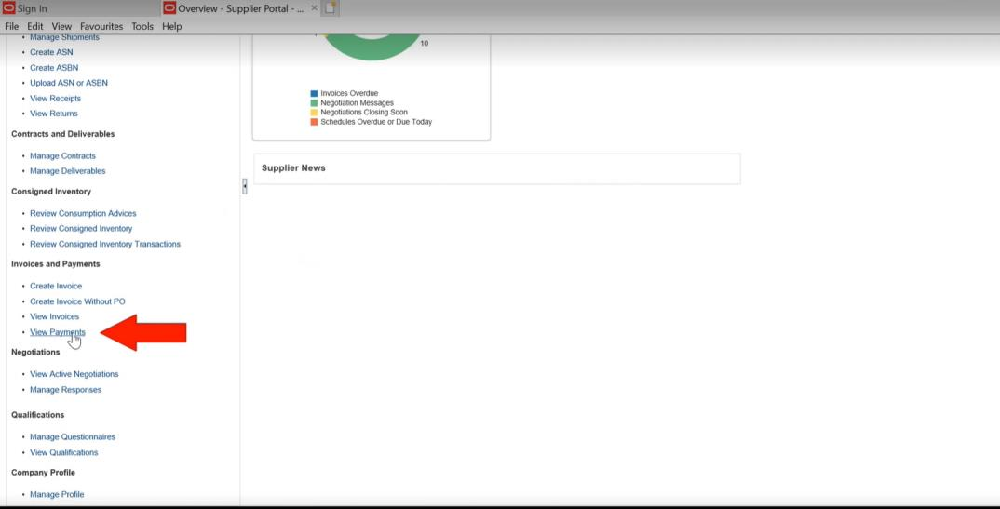 Sign In
Overview - Supplier Portal - ...
File Edit View Favourites Tools Help
Manage Shipments
Create ASN
Create ASBN
Upload ASN or ASBN
View Receipts
View Returns
Contracts and Deliverables
Manage Contracts
Manage Deliverables
Consigned Inventory
Review Consumption Advices
Review Consigned Inventory
Review Consigned Inventory Transactions
Invoices and Payments
Create Invoice
Create Invoice Without PO
View Invoices
View Payments
Negotiations
View Active Negotiations
Manage Responses
Qualifications
Manage Questionnaires
View Qualifications
Company Profile
Manage Profile
10
Invoices Overdue
Negotiation Messages
Negotiations Closing Soon
Schedules Overdue or Due Today
Supplier News